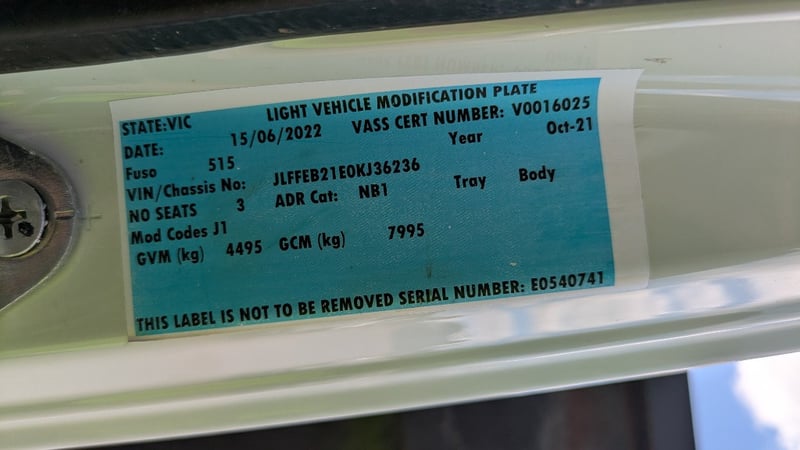 LIGHT VEHICLE MODIFICATION PLATE
STATE:VIC
DATE: 15/06/2022 VASS CERT NUMBER: V0016025
Fuso 515 Year Oct-21
VIN/Chassis No: JLFFEB21E0KJ36236
NO SEATS 3 ADR Cat: NB1 Tray Body
Mod Codes J1
GVM (kg) 4495 GCM (kg) 7995
THIS LABEL IS NOT TO BE REMOVED SERIAL NUMBER: E0540741